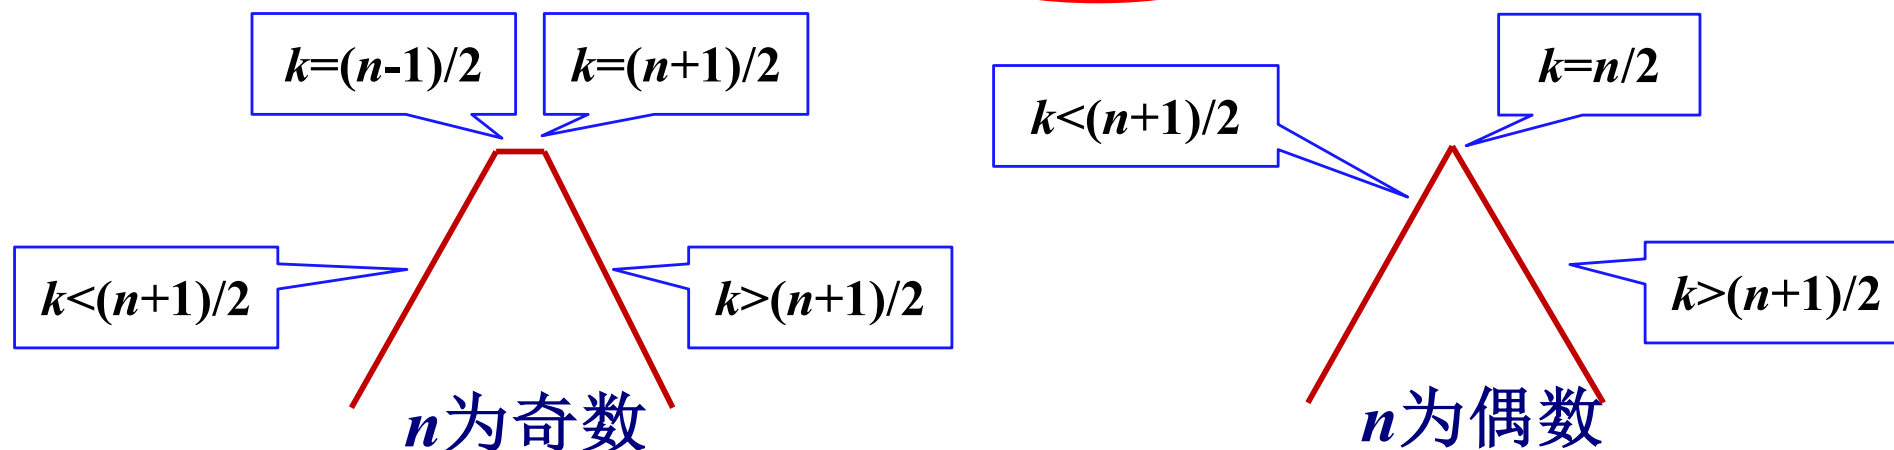 k=(n-1)/2
k=(n+1)/2
k<(n+1)/2
k>(n+1)/2
n为奇数
k=n/2
k<(n+1)/2
k>(n+1)/2
n为偶数